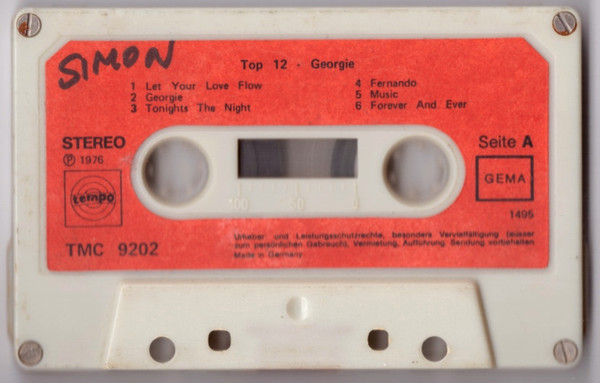 SIMON
Top 12 - Georgie
1 Let Your Love Flow
2 Georgie
3 Tonights The Night
4 Fernando
5 Music
6 Forever And Ever
STEREO
℗ 1976
tempo
TMC 9202
Seite A
GEMA
1495
100 50 0
Urheber- und Leistungsschutzrechte, besonders Vervielfältigung (ausser
zum persönlichen Gebrauch), Vermietung, Aufführung, Sendung vorbehalten
Made in Germany